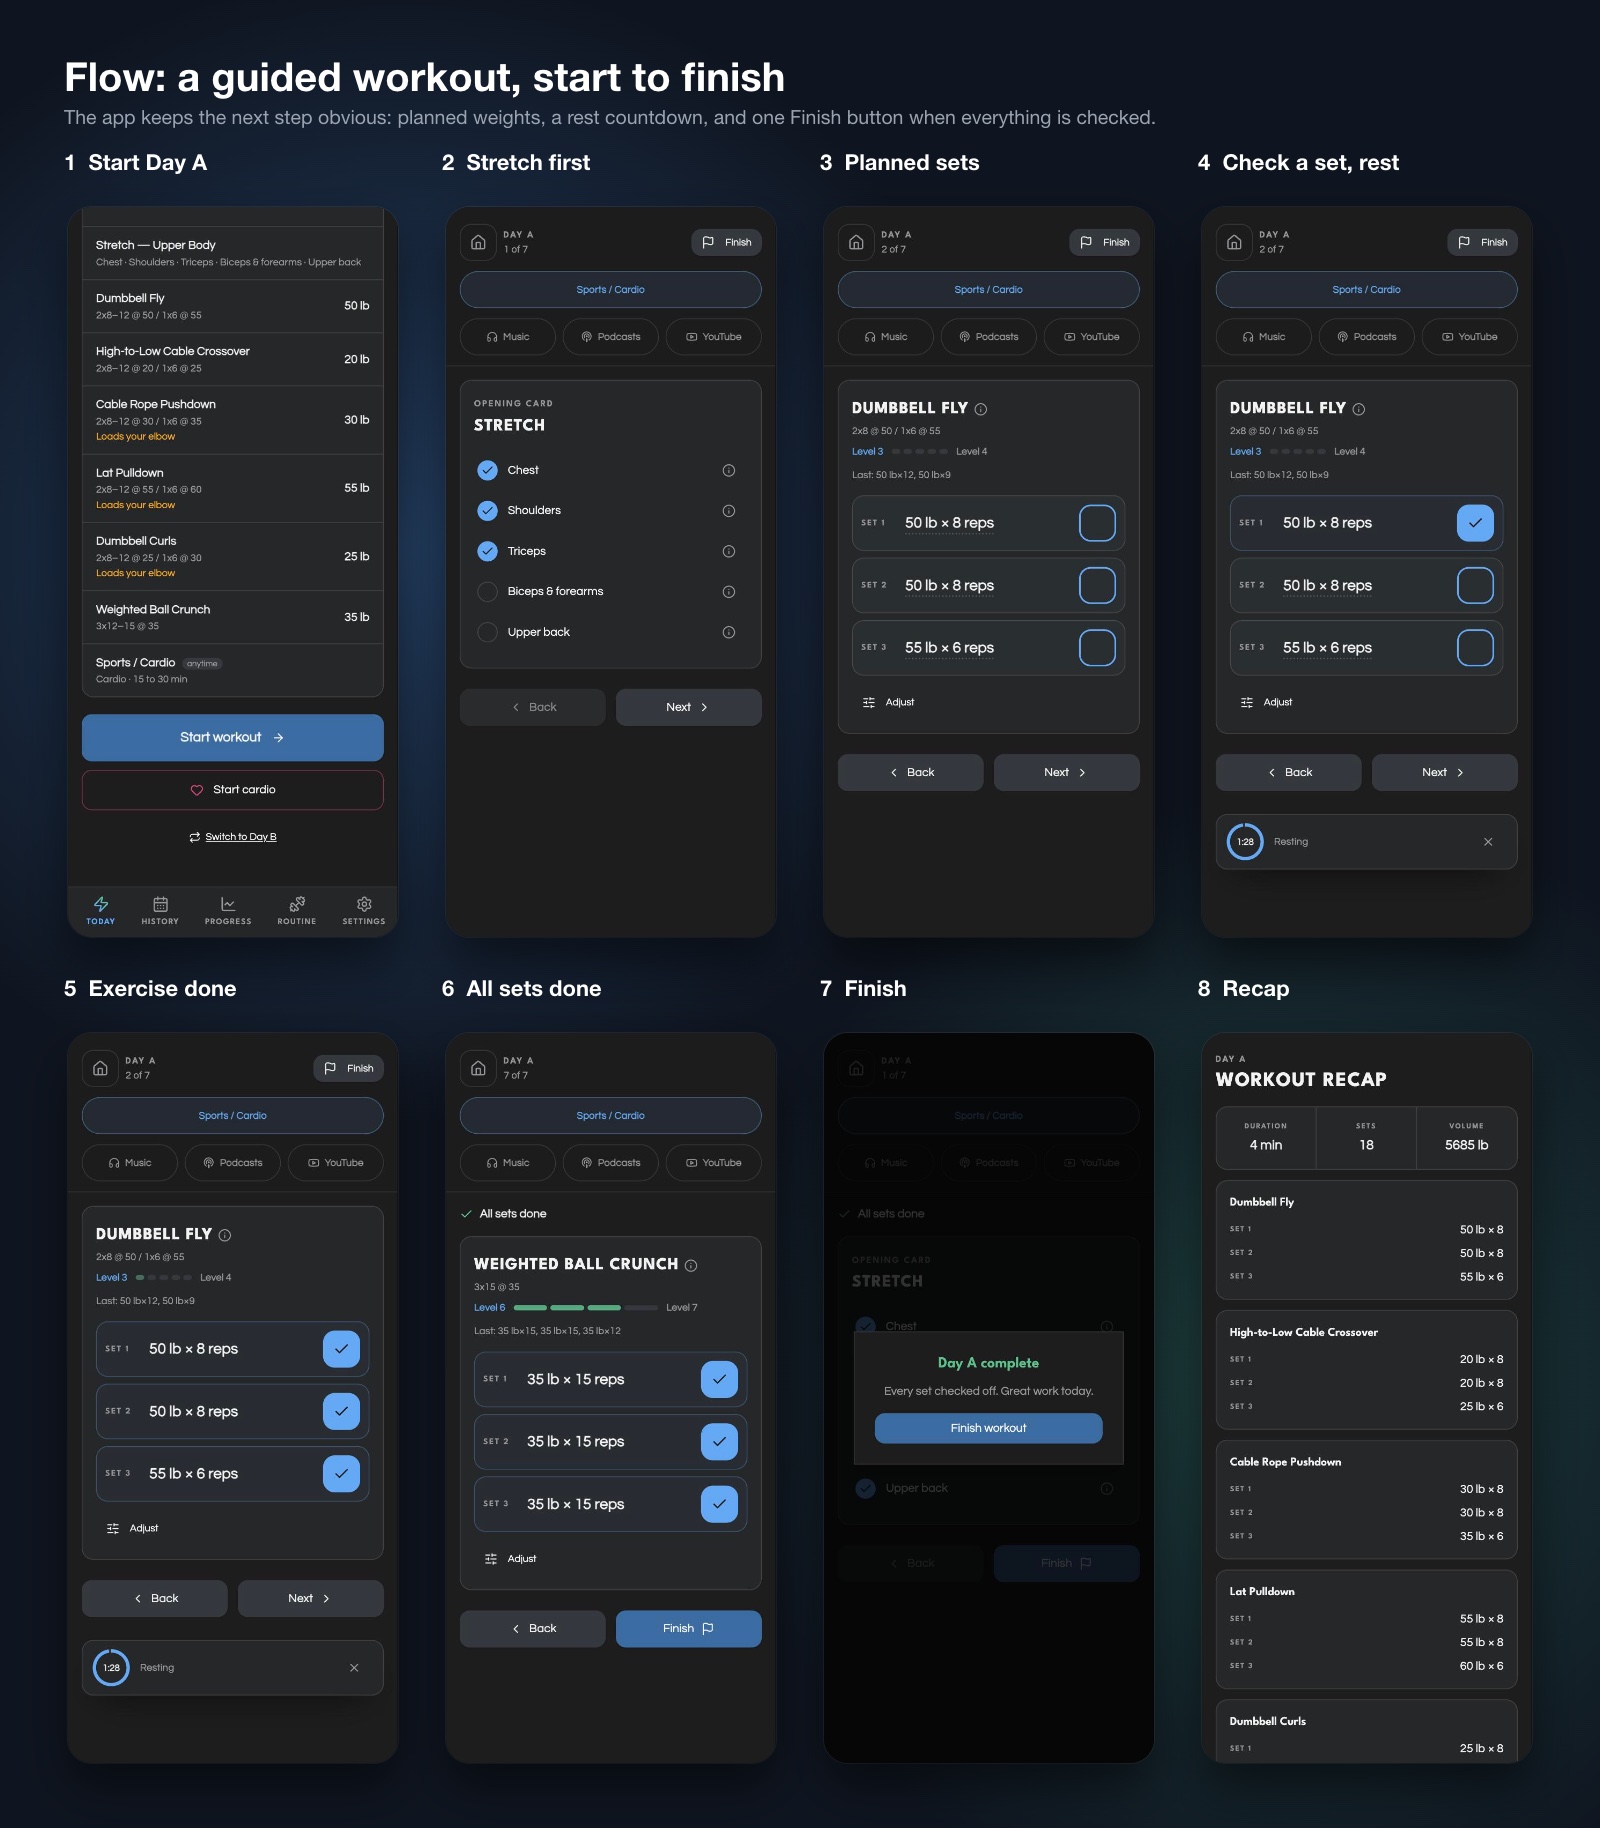 Flow: a guided workout, start to finish
The app keeps the next step obvious: planned weights, a rest countdown, and one Finish button when everything is checked.
1 Start Day A
Stretch — Upper Body
Chest · Shoulders · Triceps · Biceps & forearms · Upper back
Dumbbell Fly
2x8–12 @ 50 / 1x6 @ 55
50 lb
High-to-Low Cable Crossover
2x8–12 @ 20 / 1x6 @ 25
20 lb
Cable Rope Pushdown
2x8–12 @ 30 / 1x6 @ 35
Loads your elbow
30 lb
Lat Pulldown
2x8–12 @ 55 / 1x6 @ 60
Loads your elbow
55 lb
Dumbbell Curls
2x8–12 @ 25 / 1x6 @ 30
Loads your elbow
25 lb
Weighted Ball Crunch
3x12–15 @ 35
35 lb
Sports / Cardio anytime
Cardio · 15 to 30 min
Start workout
Start cardio
Switch to Day B
TODAY HISTORY PROGRESS ROUTINE SETTINGS
2 Stretch first
DAY A
1 of 7
Finish
Sports / Cardio
Music Podcasts YouTube
OPENING CARD
STRETCH
Chest
Shoulders
Triceps
Biceps & forearms
Upper back
Back Next
3 Planned sets
DAY A
2 of 7
Finish
Sports / Cardio
Music Podcasts YouTube
DUMBBELL FLY
2x8 @ 50 / 1x6 @ 55
Level 3 Level 4
Last: 50 lb×12, 50 lb×9
SET 1 50 lb × 8 reps
SET 2 50 lb × 8 reps
SET 3 55 lb × 6 reps
Adjust
Back Next
4 Check a set, rest
DAY A
2 of 7
Finish
Sports / Cardio
Music Podcasts YouTube
DUMBBELL FLY
2x8 @ 50 / 1x6 @ 55
Level 3 Level 4
Last: 50 lb×12, 50 lb×9
SET 1 50 lb × 8 reps
SET 2 50 lb × 8 reps
SET 3 55 lb × 6 reps
Adjust
Back Next
1:28 Resting
5 Exercise done
DAY A
2 of 7
Finish
Sports / Cardio
Music Podcasts YouTube
DUMBBELL FLY
2x8 @ 50 / 1x6 @ 55
Level 3 Level 4
Last: 50 lb×12, 50 lb×9
SET 1 50 lb × 8 reps
SET 2 50 lb × 8 reps
SET 3 55 lb × 6 reps
Adjust
Back Next
1:28 Resting
6 All sets done
DAY A
7 of 7
Sports / Cardio
Music Podcasts YouTube
All sets done
WEIGHTED BALL CRUNCH
3x15 @ 35
Level 6 Level 7
Last: 35 lb×15, 35 lb×15, 35 lb×12
SET 1 35 lb × 15 reps
SET 2 35 lb × 15 reps
SET 3 35 lb × 15 reps
Adjust
Back Finish
7 Finish
DAY A
1 of 7
Sports / Cardio
Music Podcasts YouTube
All sets done
OPENING CARD
STRETCH
Chest
Day A complete
Every set checked off. Great work today.
Finish workout
Upper back
Back Finish
8 Recap
DAY A
WORKOUT RECAP
DURATION SETS VOLUME
4 min 18 5685 lb
Dumbbell Fly
SET 1 50 lb × 8
SET 2 50 lb × 8
SET 3 55 lb × 6
High-to-Low Cable Crossover
SET 1 20 lb × 8
SET 2 20 lb × 8
SET 3 25 lb × 6
Cable Rope Pushdown
SET 1 30 lb × 8
SET 2 30 lb × 8
SET 3 35 lb × 6
Lat Pulldown
SET 1 55 lb × 8
SET 2 55 lb × 8
SET 3 60 lb × 6
Dumbbell Curls
SET 1 25 lb × 8